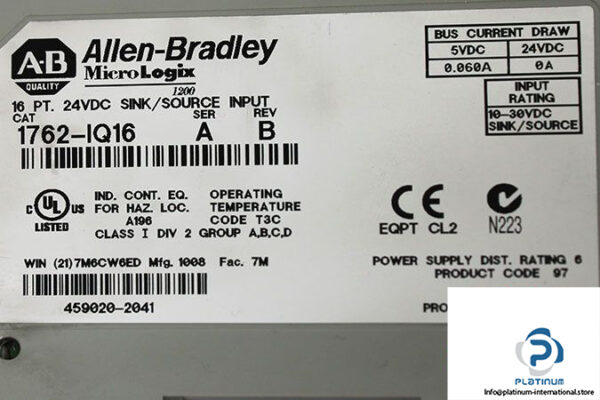 A-B
QUALITY
Allen-Bradley
MicroLogix
1200
16 PT. 24VDC SINK/SOURCE INPUT
CAT SER REV
1762-IQ16 A B
BUS CURRENT DRAW
5VDC 24VDC
0.060A 0A
INPUT
RATING
10-30VDC
SINK/SOURCE
C UL US
LISTED
IND. CONT. EQ.
FOR HAZ. LOC.
A196
OPERATING
TEMPERATURE
CODE T3C
CLASS I DIV 2 GROUP A,B,C,D
CE
EQPT CL2
N223
WIN (21)7M6CW6ED Mfg. 1008 Fac. 7M
459020-2041
POWER SUPPLY DIST. RATING 6
PRODUCT CODE 97
PRO
PLATINUM
Info@platinum-international.store